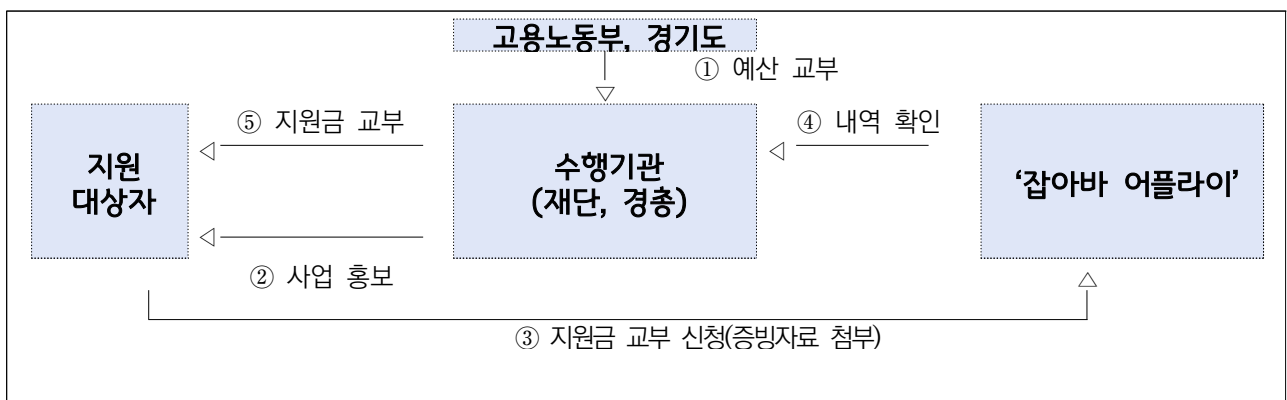 고용노동부, 경기도
① 예산 교부
⑤ 지원금 교부
④ 내역 확인
지원
대상자
수행기관
(재단, 경총)
‘잡아바 어플라이’
② 사업 홍보
③ 지원금 교부 신청(증빙자료 첨부)